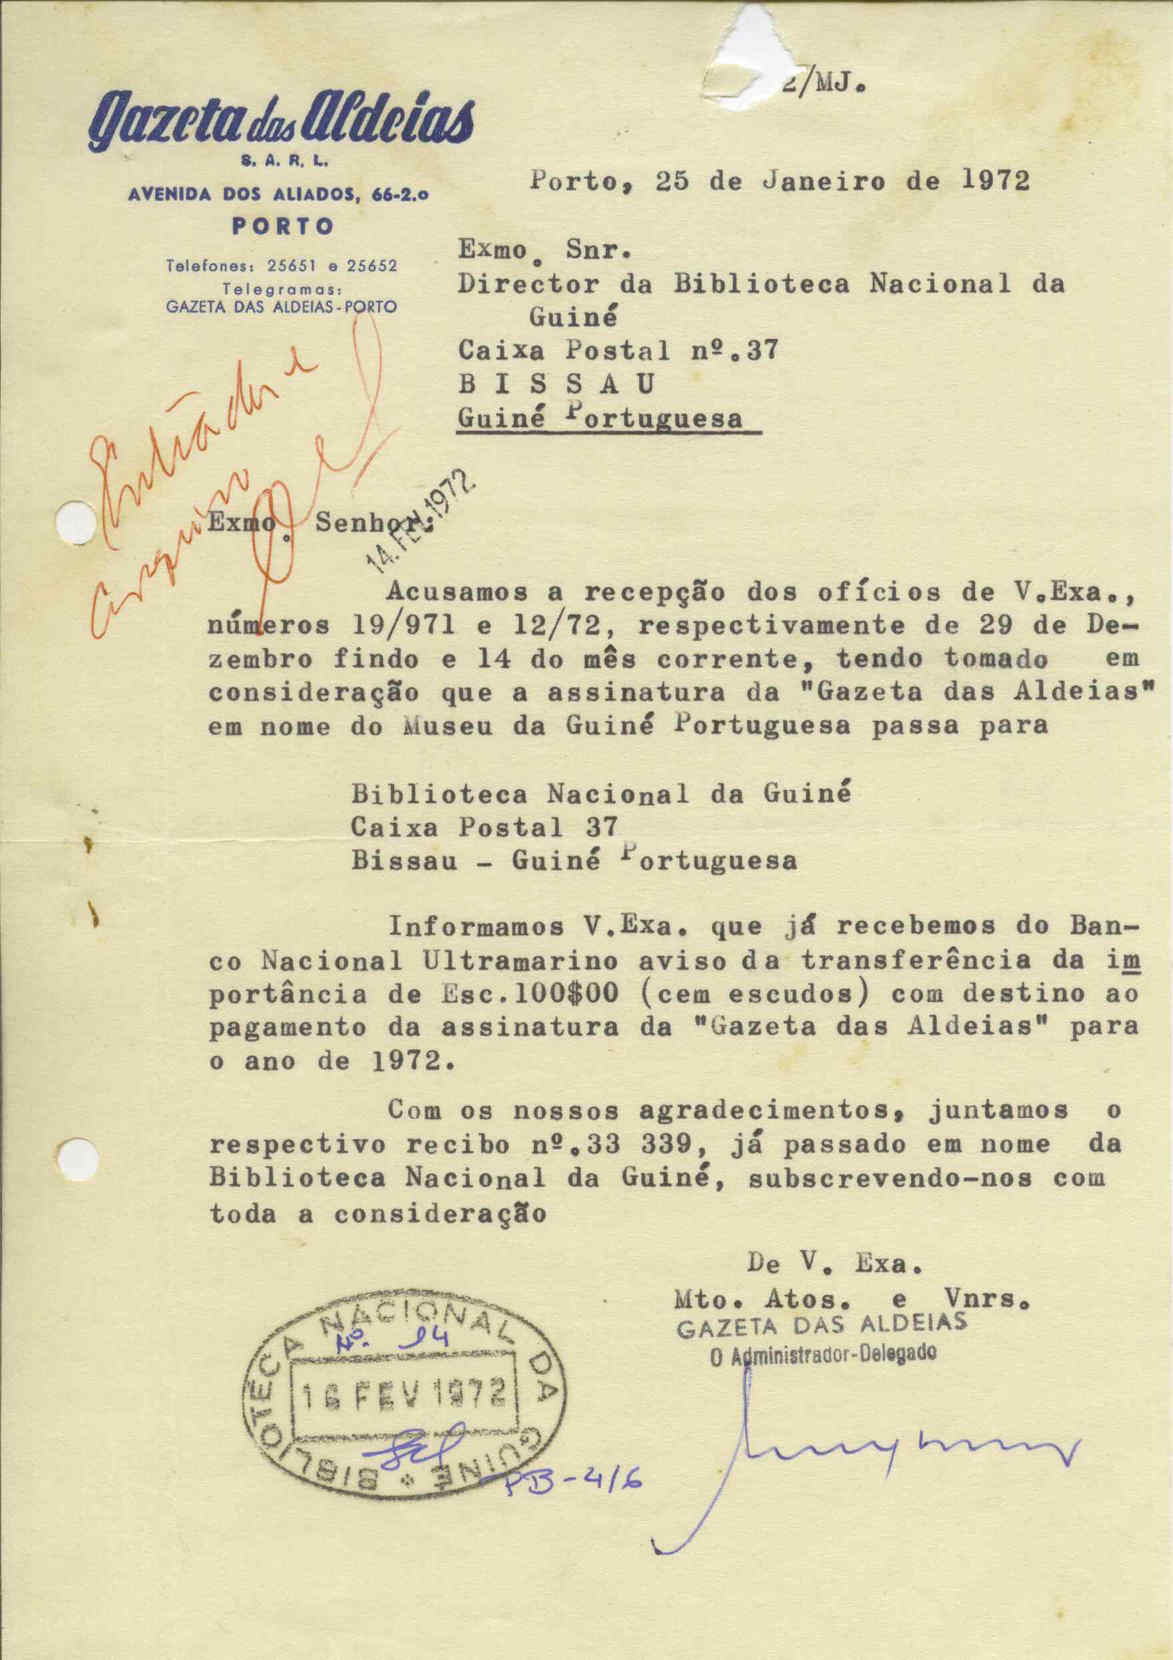 2/MJ.
Gazeta das Aldeias
S. A. R. L.
AVENIDA DOS ALIADOS, 66-2.o
PORTO
Telefones: 25651 e 25652
Telegramas:
GAZETA DAS ALDEIAS-PORTO
Porto, 25 de Janeiro de 1972
Exmo. Snr.
Director da Biblioteca Nacional da
Guiné
Caixa Postal nº.37
B I S S A U
Guiné Portuguesa
Entrada e
arquivo
14. FEV. 1972
Exmo. Senhor:
Acusamos a recepção dos ofícios de V.Exa.,
números 19/971 e 12/72, respectivamente de 29 de De-
zembro findo e 14 do mês corrente, tendo tomado em
consideração que a assinatura da "Gazeta das Aldeias"
em nome do Museu da Guiné Portuguesa passa para
Biblioteca Nacional da Guiné
Caixa Postal 37
Bissau - Guiné Portuguesa
Informamos V.Exa. que já recebemos do Ban-
co Nacional Ultramarino aviso da transferência da im
portância de Esc.100$00 (cem escudos) com destino ao
pagamento da assinatura da "Gazeta das Aldeias" para
o ano de 1972.
Com os nossos agradecimentos, juntamos o
respectivo recibo nº.33 339, já passado em nome da
Biblioteca Nacional da Guiné, subscrevendo-nos com
toda a consideração
De V. Exa.
Mto. Atos. e Vnrs.
GAZETA DAS ALDEIAS
O Administrador-Delegado
BIBLIOTECA NACIONAL DA GUINÉ
Nº. 94
16 FEV 1972
PB-4/6